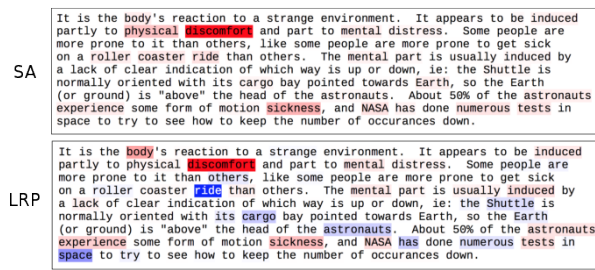 SA
It is the body's reaction to a strange environment.  It appears to be induced
partly to physical discomfort and part to mental distress.  Some people are
more prone to it than others, like some people are more prone to get sick
on a roller coaster ride than others.  The mental part is usually induced by
a lack of clear indication of which way is up or down, ie: the Shuttle is
normally oriented with its cargo bay pointed towards Earth, so the Earth
(or ground) is "above" the head of the astronauts.  About 50% of the astronauts
experience some form of motion sickness, and NASA has done numerous tests in
space to try to see how to keep the number of occurances down.
LRP
It is the body's reaction to a strange environment.  It appears to be induced
partly to physical discomfort and part to mental distress.  Some people are
more prone to it than others, like some people are more prone to get sick
on a roller coaster ride than others.  The mental part is usually induced by
a lack of clear indication of which way is up or down, ie: the Shuttle is
normally oriented with its cargo bay pointed towards Earth, so the Earth
(or ground) is "above" the head of the astronauts.  About 50% of the astronauts
experience some form of motion sickness, and NASA has done numerous tests in
space to try to see how to keep the number of occurances down.